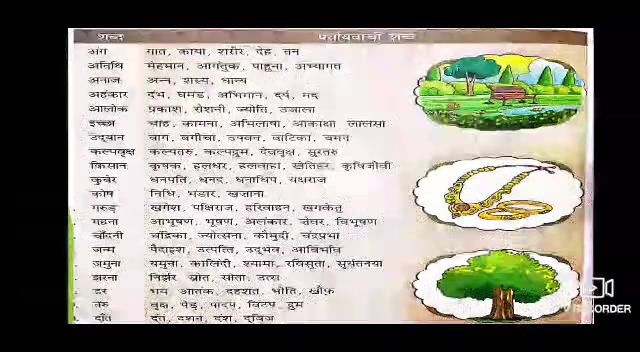 शब्द पर्यायवाची शब्द
अंग गात, काया, शरीर, देह, तन
अतिथि मेहमान, आगंतुक, पाहूना, अभ्यागत
अनाज अन्न, शस्य, धान्य
अहंकार दंभ, घमंड, अभिमान, दर्प, मद
आलोक प्रकाश, रोशनी, ज्योति, उजाला
इच्छा चाह, कामना, अभिलाषा, आकांक्षा लालसा
उद्यान बाग, बगीचा, उपवन, वाटिका, चमन
कल्पवृक्ष कल्पतरु, कल्पद्रुम, देववृक्ष, सुरतरु
किसान कृषक, हलधर, हलवाहा, खेतिहर, कृषिजीवी
कुबेर धनपति, धनद, धनाधिप, यक्षराज
कोष निधि, भंडार, खजाना
गरुड़ खगेश, पक्षिराज, हरिवाहन, खगकेतु
गहना आभूषण, भूषण, अलंकार, जेवर, विभूषण
चाँदनी चंद्रिका, ज्योत्सना, कौमुदी, चंद्रप्रभा
जन्म पैदाइश, उत्पत्ति, उद्भव, आविर्भाव
जमुना यमुना, कालिंदी, श्यामा, रविसुता, सूर्यतनया
झरना निर्झर, स्रोत, सोता, उत्स
डर भय, आतंक, दहशत, भीति, खौफ़
तरु वृक्ष, पेड़, पादप, विटप, द्रुम
दाँत दंत, दशन, दंश, द्विज
RECORDER